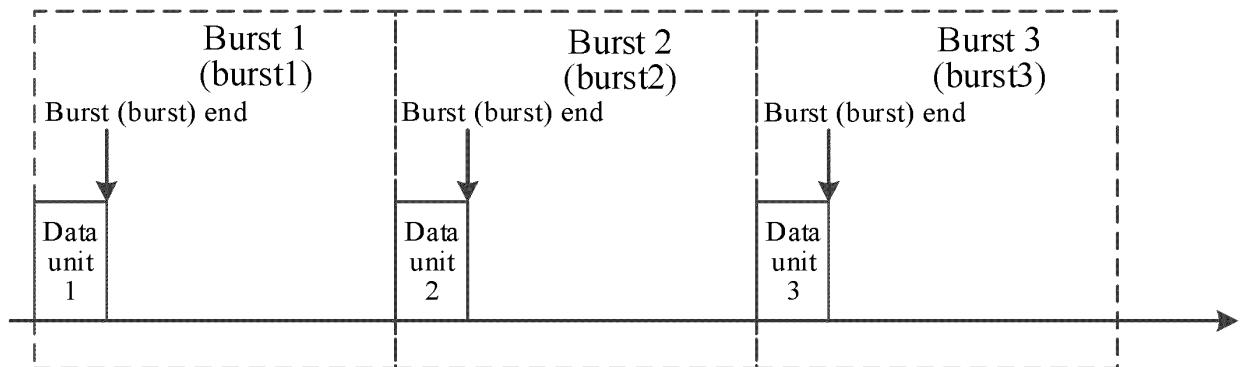 Burst 1
(burst1)
Burst (burst) end
Data
unit
1
Burst 2
(burst2)
Burst (burst) end
Data
unit
2
Burst 3
(burst3)
Burst (burst) end
Data
unit
3